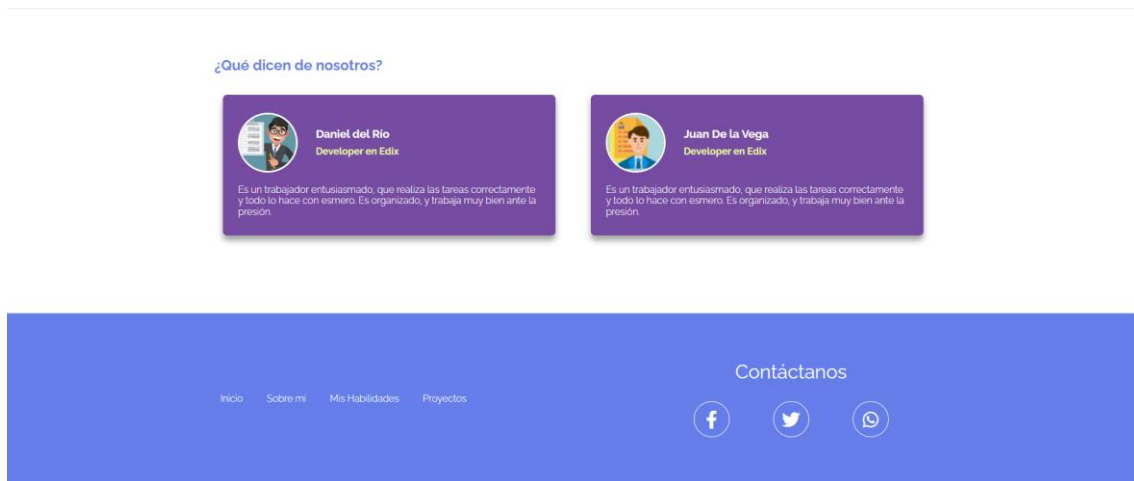 ¿Qué dicen de nosotros?
Daniel del Río
Developer en Edix
Es un trabajador entusiasmado, que realiza las tareas correctamente
y todo lo hace con esmero. Es organizado, y trabaja muy bien ante la
presión.
Juan De la Vega
Developer en Edix
Es un trabajador entusiasmado, que realiza las tareas correctamente
y todo lo hace con esmero. Es organizado, y trabaja muy bien ante la
presión.
Inicio Sobre mi Mis Habilidades Proyectos
Contáctanos